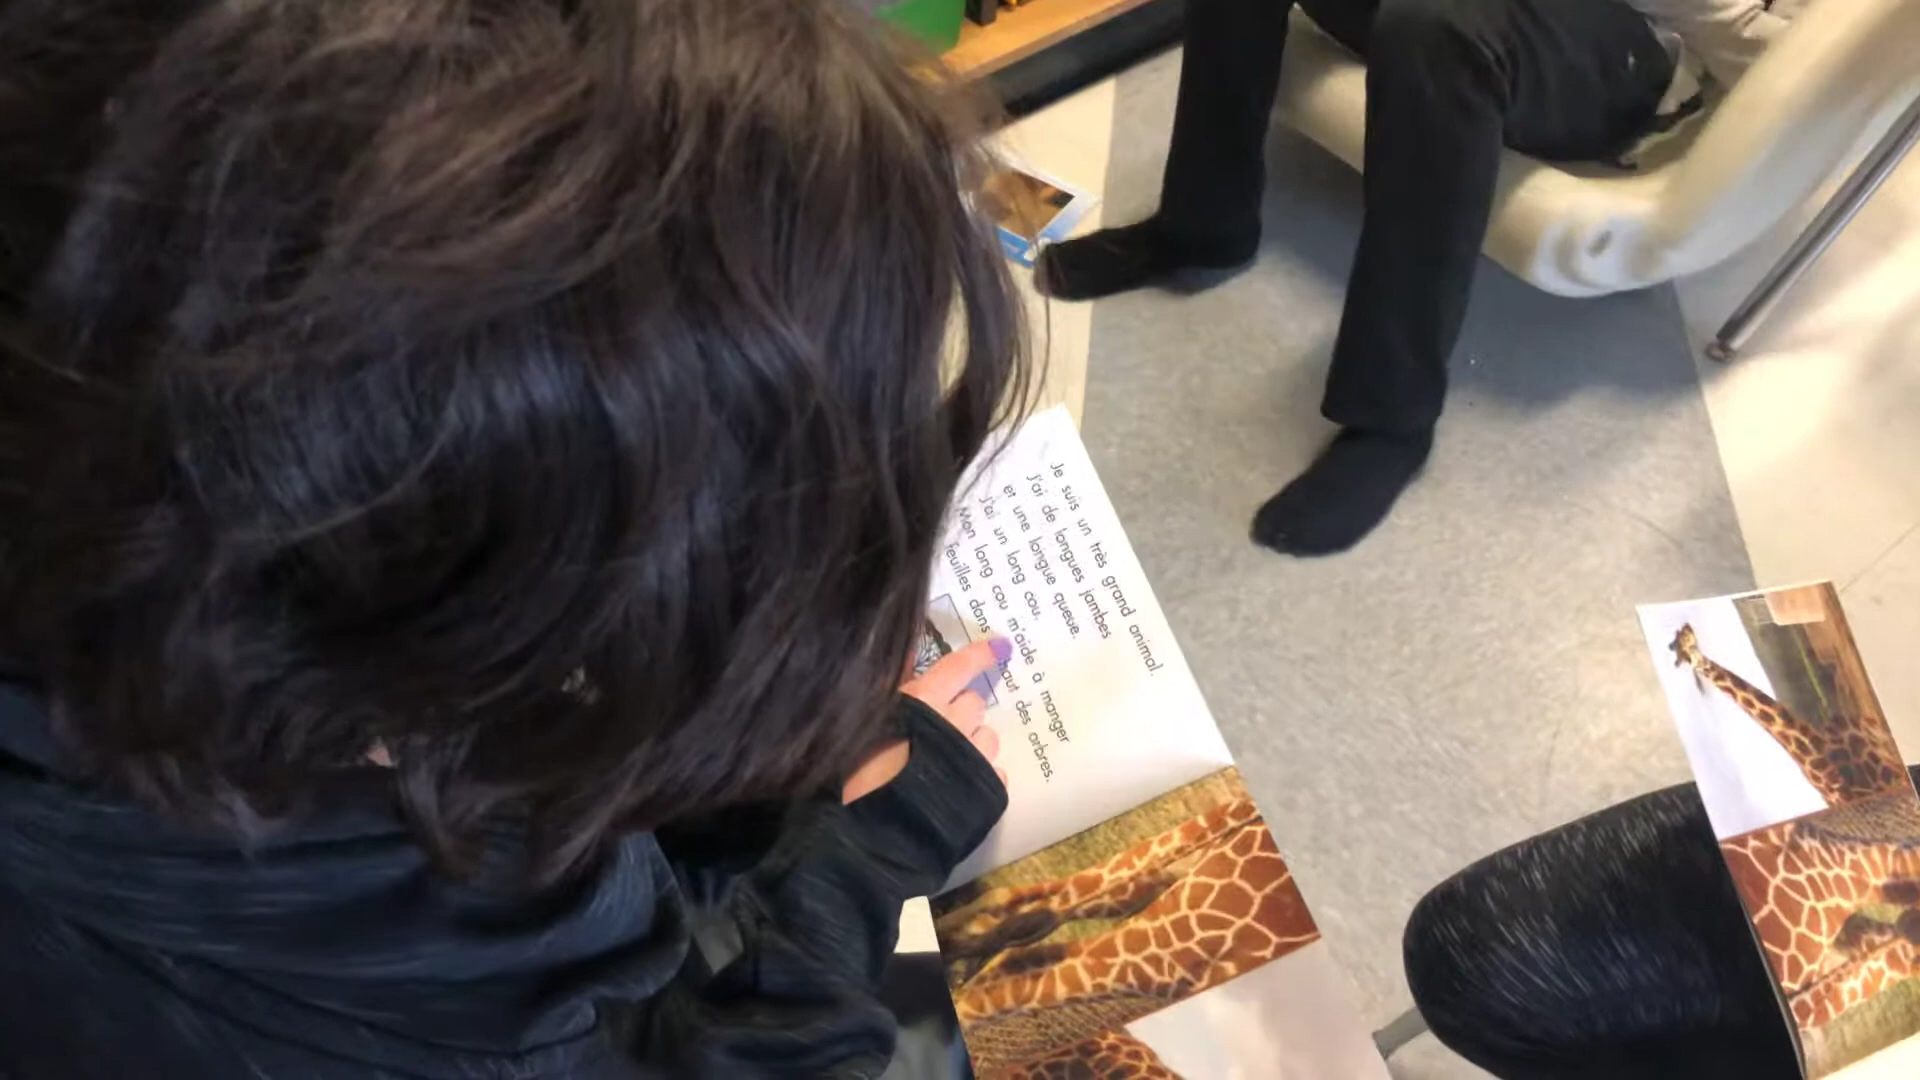 Je suis un très grand animal.
J'ai de longues jambes
et une longue queue.
J'ai un long cou.
Mon long cou m'aide à manger
feuilles dans haut des arbres.